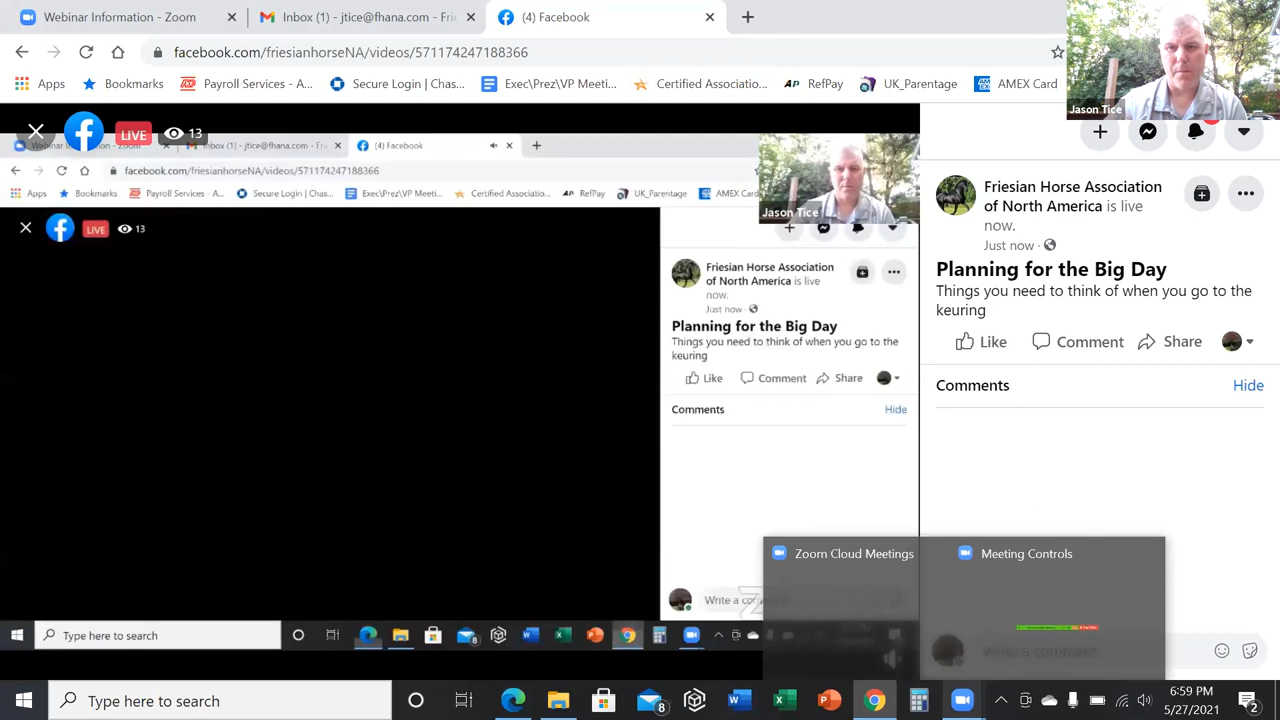 Webinar Information - Zoom
Inbox (1) - jtice@fhana.com - Frie
(4) Facebook
facebook.com/friesianhorseNA/videos/571174247188366
Apps
Bookmarks
Payroll Services - A...
Secure Login | Chas...
Exec\Prez\VP Meeti...
Certified Associatio...
RefPay
UK_Parentage
AMEX Card
Jason Tice
LIVE
13
(4) Facebook
facebook.com/friesianhorseNA/videos/571174247188366
Apps
Bookmarks
Payroll Services - A...
Secure Login | Chas...
Exec\Prez\VP Meeti...
Certified Associatio...
RefPay
UK_Parentage
AMEX Card
Jason Tice
LIVE
13
Friesian Horse Association
of North America is live
now.
Just now
Planning for the Big Day
Things you need to think of when you go to the
keuring
Like
Comment
Share
Comments
Hide
Friesian Horse Association
of North America is live
now.
Just now
Planning for the Big Day
Things you need to think of when you go to the
keuring
Like
Comment
Share
Comments
Hide
Zoom Cloud Meetings
Meeting Controls
Write a comment...
Type here to search
8
Type here to search
8
6:59 PM
5/27/2021
2